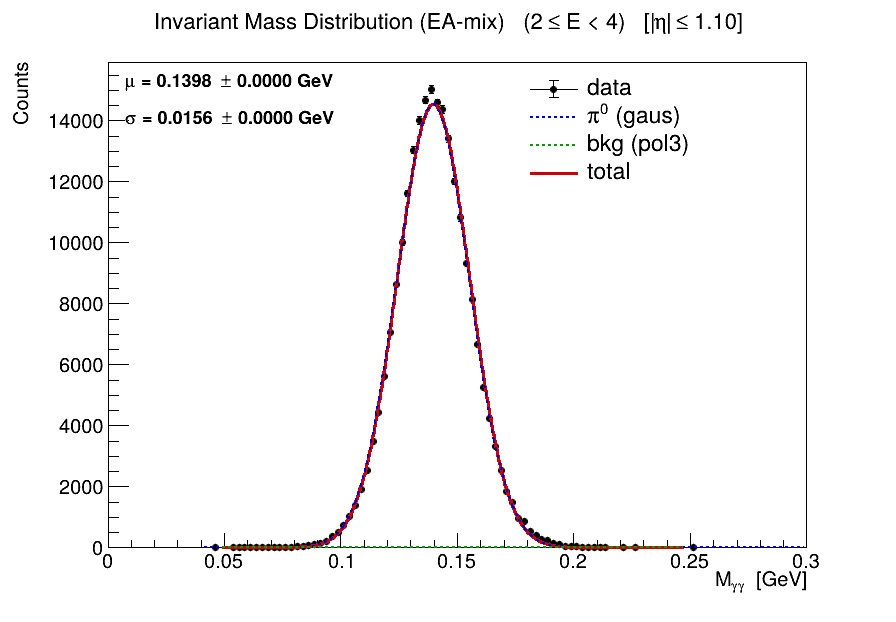 Invariant Mass Distribution (EA-mix) (2 ≤ E < 4) [|η| ≤ 1.10]
Counts
μ = 0.1398 ± 0.0000 GeV
σ = 0.0156 ± 0.0000 GeV
data
π⁰ (gaus)
bkg (pol3)
total
14000
12000
10000
8000
6000
4000
2000
0
0 0.05 0.1 0.15 0.2 0.25 0.3
Mγγ [GeV]